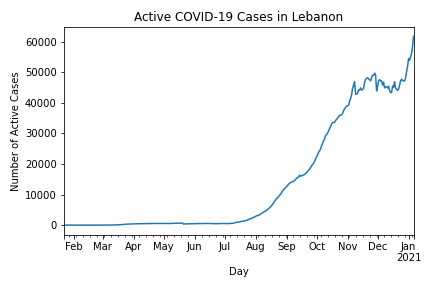 Active COVID-19 Cases in Lebanon
Number of Active Cases
60000
50000
40000
30000
20000
10000
0
Feb Mar Apr May Jun Jul Aug Sep Oct Nov Dec Jan
2021
Day